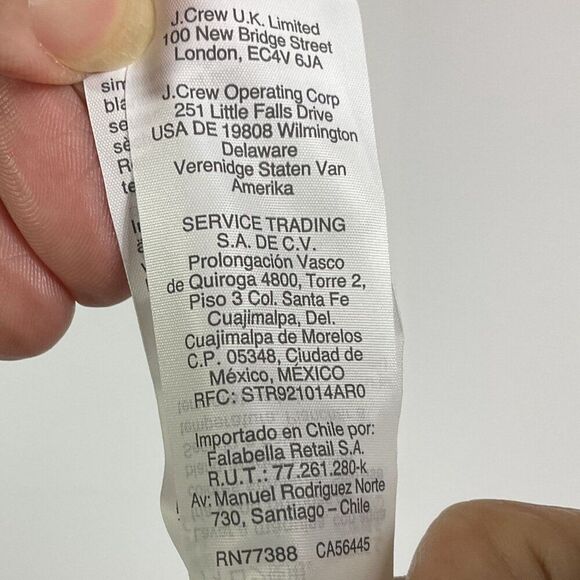 J.Crew U.K. Limited
100 New Bridge Street
London, EC4V 6JA
J.Crew Operating Corp
251 Little Falls Drive
USA DE 19808 Wilmington
Delaware
Verenidge Staten Van
Amerika
SERVICE TRADING
S.A. DE C.V.
Prolongación Vasco
de Quiroga 4800, Torre 2,
Piso 3 Col. Santa Fe
Cuajimalpa, Del.
Cuajimalpa de Morelos
C.P. 05348, Ciudad de
México, MÉXICO
RFC: STR921014AR0
Importado en Chile por:
Falabella Retail S.A.
R.U.T.: 77.261.280-k
Av: Manuel Rodriguez Norte
730, Santiago – Chile
RN77388 CA56445